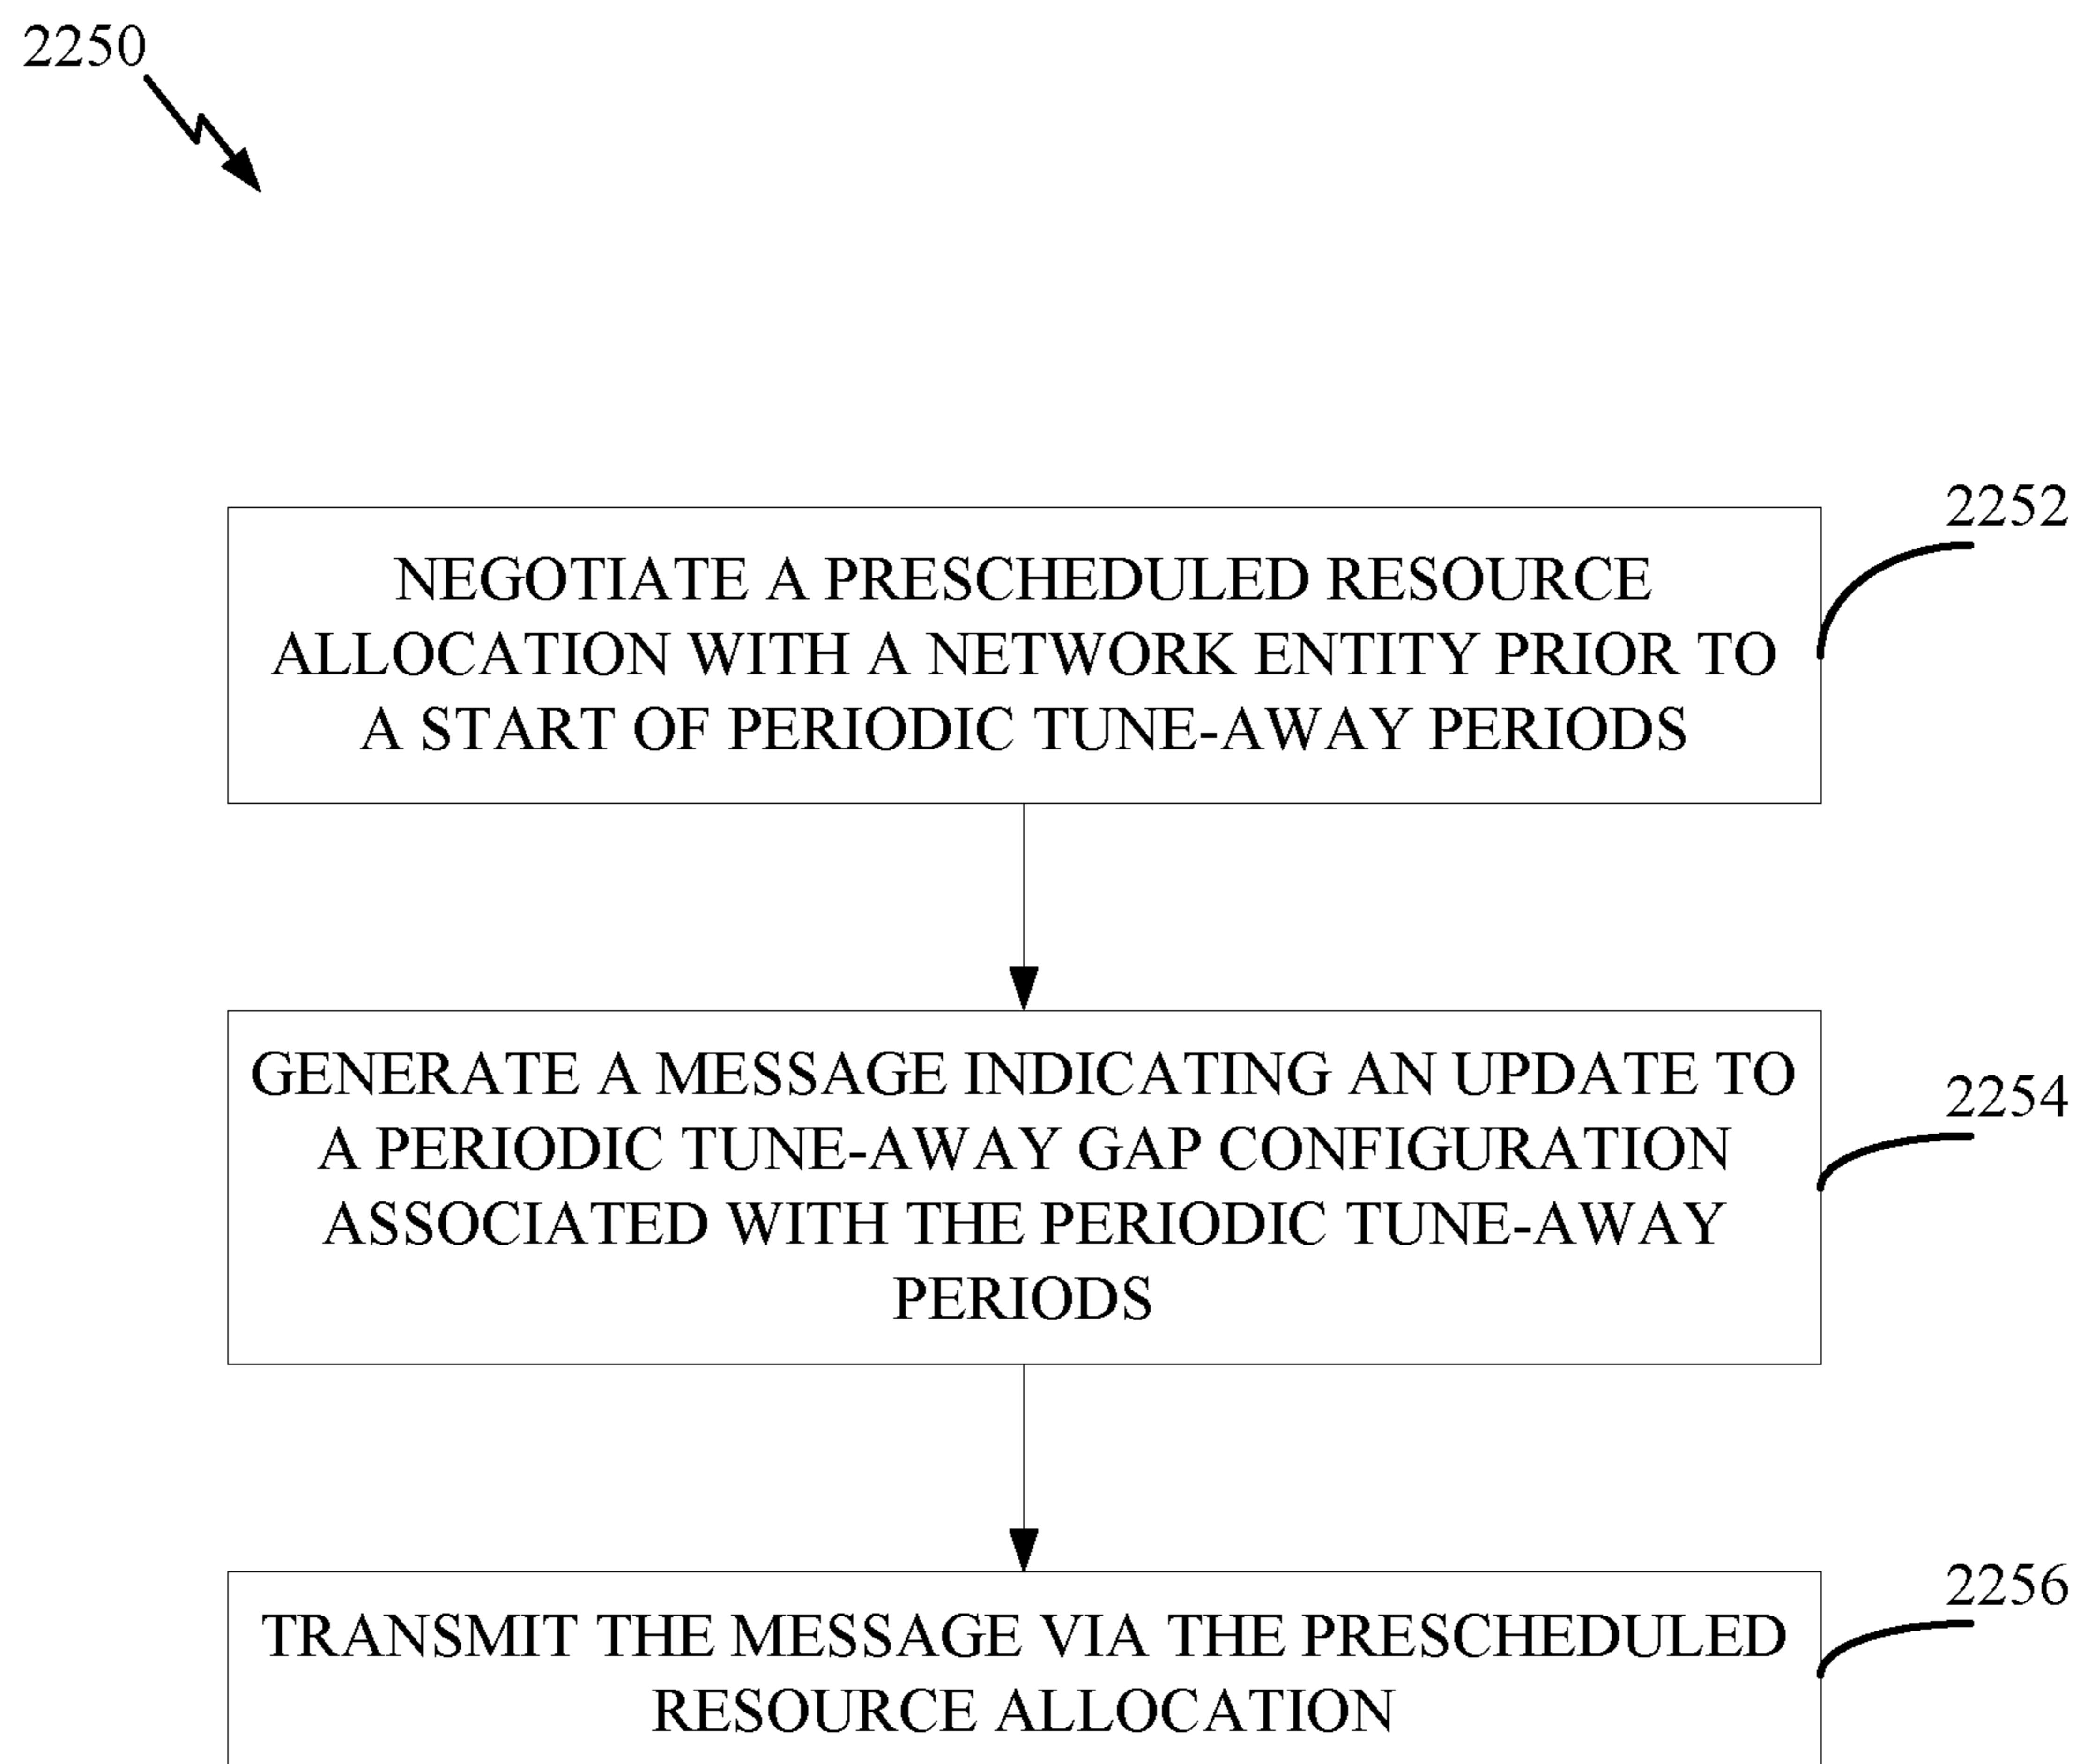 2250
2252
NEGOTIATE A PRESCHEDULED RESOURCE
ALLOCATION WITH A NETWORK ENTITY PRIOR TO
A START OF PERIODIC TUNE-AWAY PERIODS
2254
GENERATE A MESSAGE INDICATING AN UPDATE TO
A PERIODIC TUNE-AWAY GAP CONFIGURATION
ASSOCIATED WITH THE PERIODIC TUNE-AWAY
PERIODS
2256
TRANSMIT THE MESSAGE VIA THE PRESCHEDULED
RESOURCE ALLOCATION